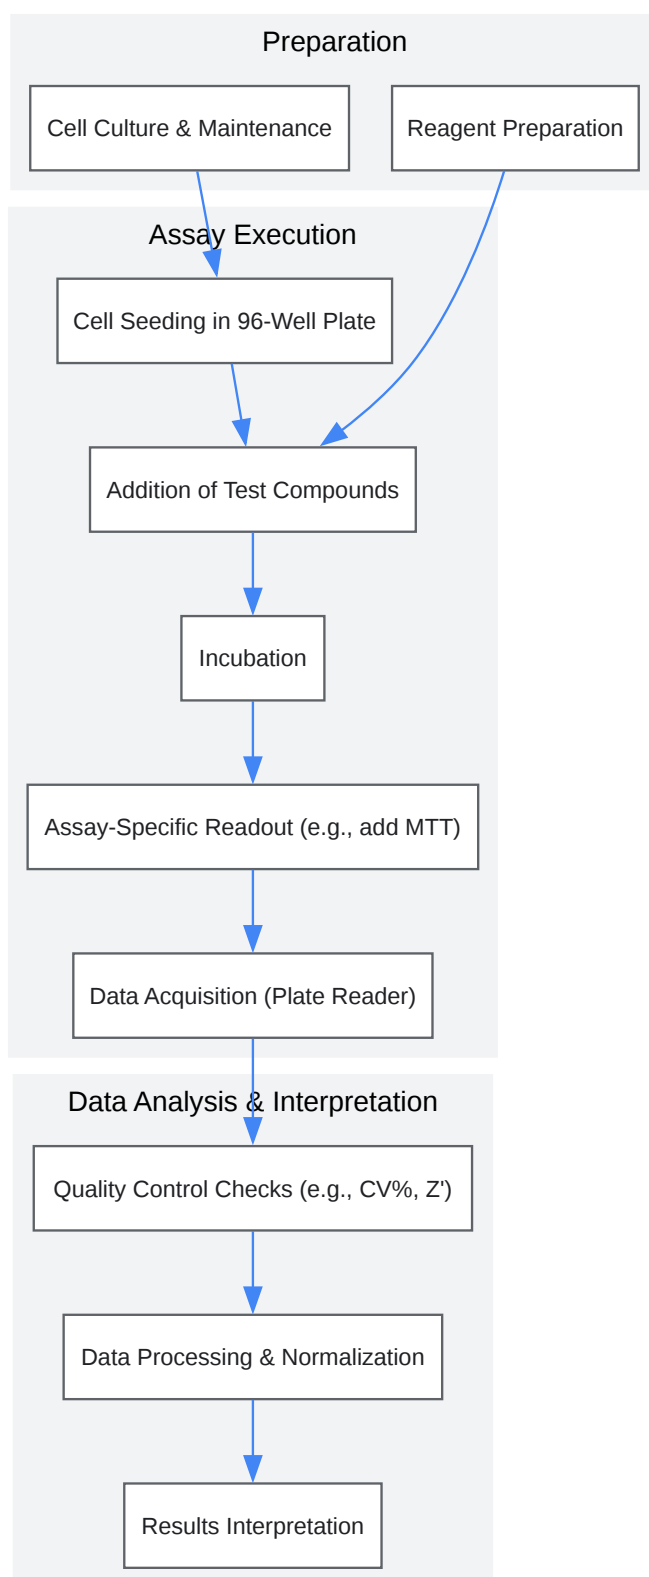 Preparation
Cell Culture & Maintenance
Reagent Preparation
Assay Execution
Cell Seeding in 96-Well Plate
Addition of Test Compounds
Incubation
Assay-Specific Readout (e.g., add MTT)
Data Acquisition (Plate Reader)
Data Analysis & Interpretation
Quality Control Checks (e.g., CV%, Z')
Data Processing & Normalization
Results Interpretation